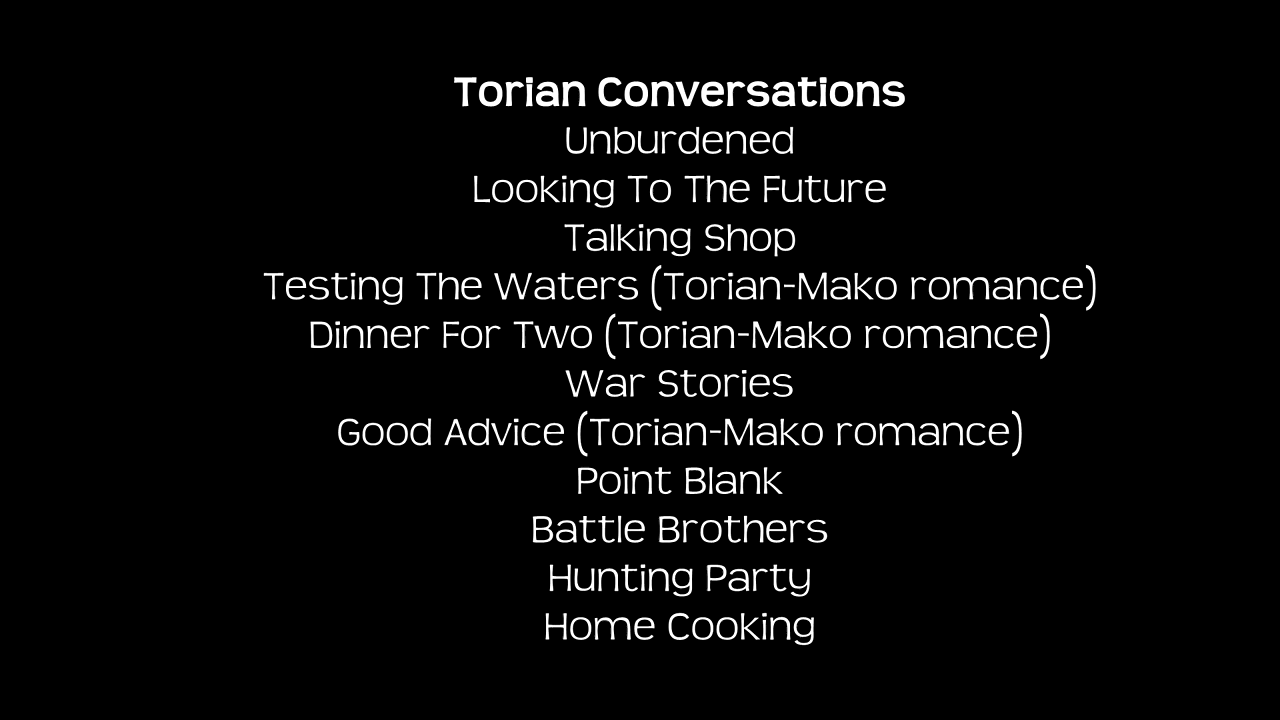 Torian Conversations
Unburdened
Looking To The Future
Talking Shop
Testing The Waters (Torian-Mako romance)
Dinner For Two (Torian-Mako romance)
War Stories
Good Advice (Torian-Mako romance)
Point Blank
Battle Brothers
Hunting Party
Home Cooking